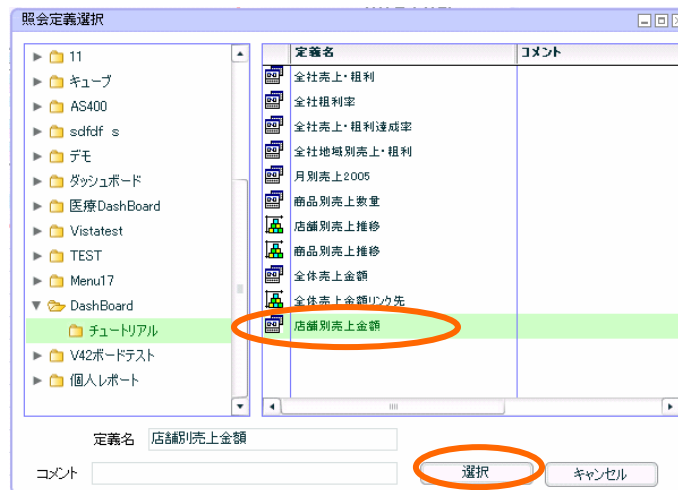 照会定義選択
11
キューブ
AS400
sdfdf s
デモ
ダッシュボード
医療DashBoard
Vistatest
TEST
Menu17
DashBoard
チュートリアル
V42ボードテスト
個人レポート
定義名 コメント
全社売上・粗利
全社粗利率
全社売上・粗利達成率
全社地域別売上・粗利
月別売上2005
商品別売上数量
店舗別売上推移
商品別売上推移
全体売上金額
全体売上金額リンク先
店舗別売上金額
定義名 店舗別売上金額
コメント 選択 キャンセル